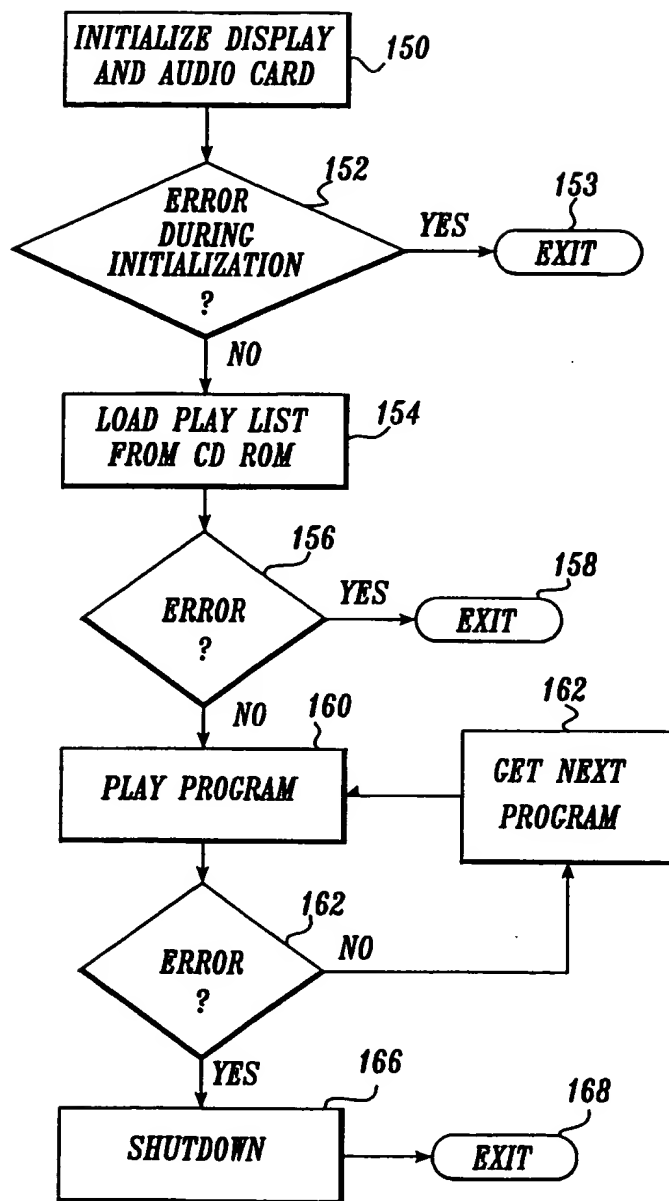 INITIALIZE DISPLAY
AND AUDIO CARD
150
152
ERROR
DURING
INITIALIZATION
?
YES
153
EXIT
NO
LOAD PLAY LIST
FROM CD ROM
154
156
ERROR
?
YES
158
EXIT
NO
160
PLAY PROGRAM
162
GET NEXT
PROGRAM
162
ERROR
?
NO
YES
166
SHUTDOWN
168
EXIT